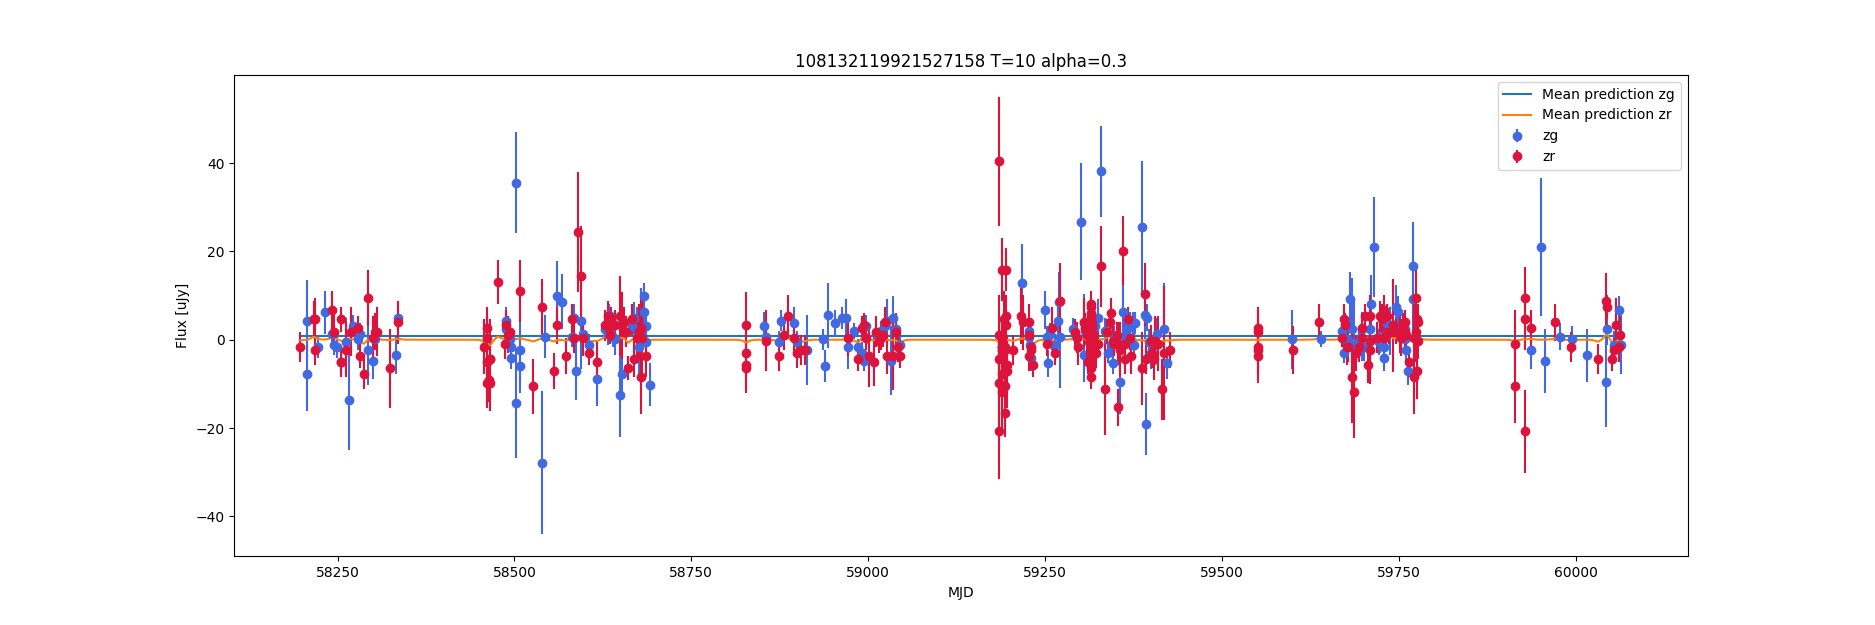 108132119921527158 T=10 alpha=0.3
Mean prediction zg
Mean prediction zr
zg
zr
Flux [uJy]
40
20
0
−20
−40
58250 58500 58750 59000 59250 59500 59750 60000
MJD